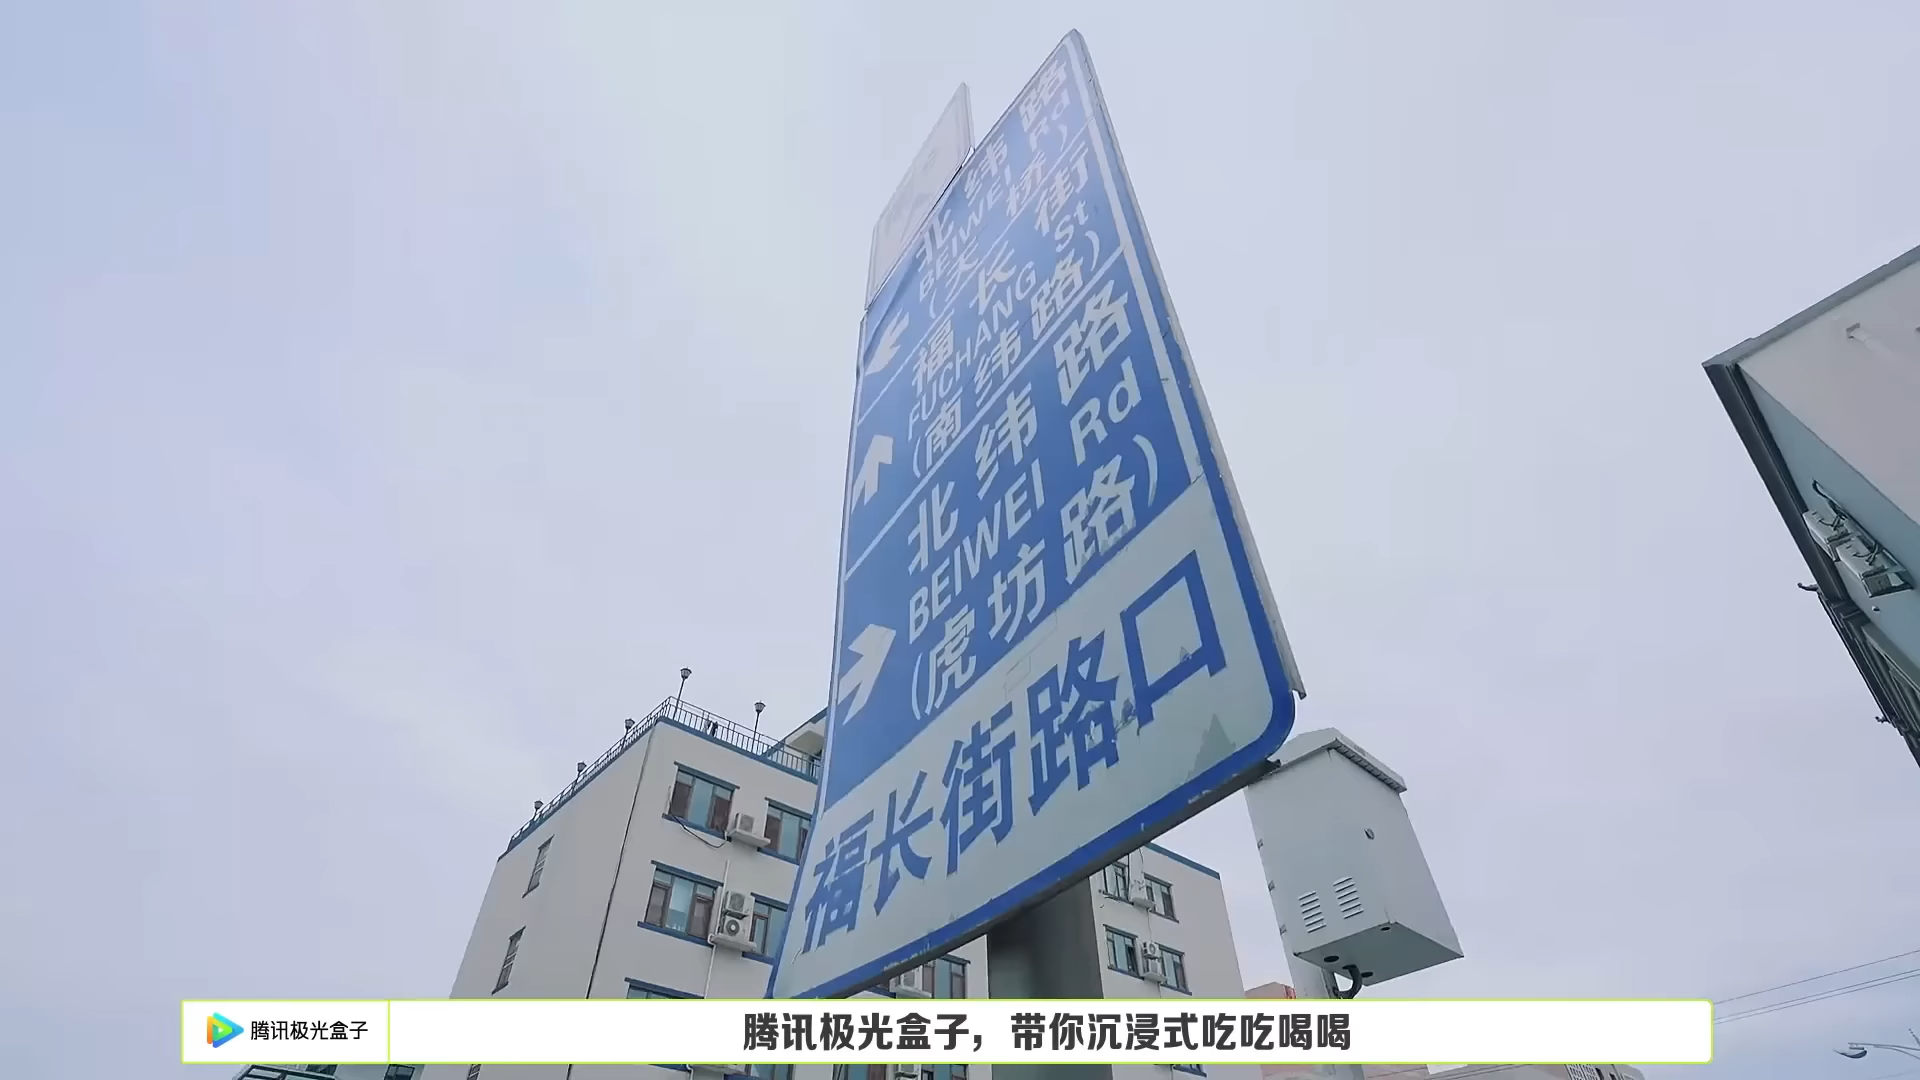 北纬路
BEIWEI Rd
(天桥)
福长街
FUCHANG St
(南纬路)
北纬路
BEIWEI Rd
(虎坊路)
福长街路口
腾讯极光盒子
腾讯极光盒子，带你沉浸式吃吃喝喝